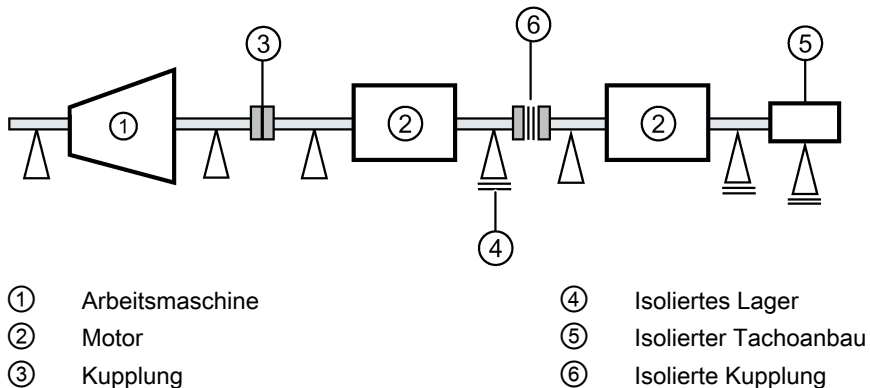 ③
⑥
⑤
①
②
②
④
① Arbeitsmaschine
② Motor
③ Kupplung
④ Isoliertes Lager
⑤ Isolierter Tachoanbau
⑥ Isolierte Kupplung